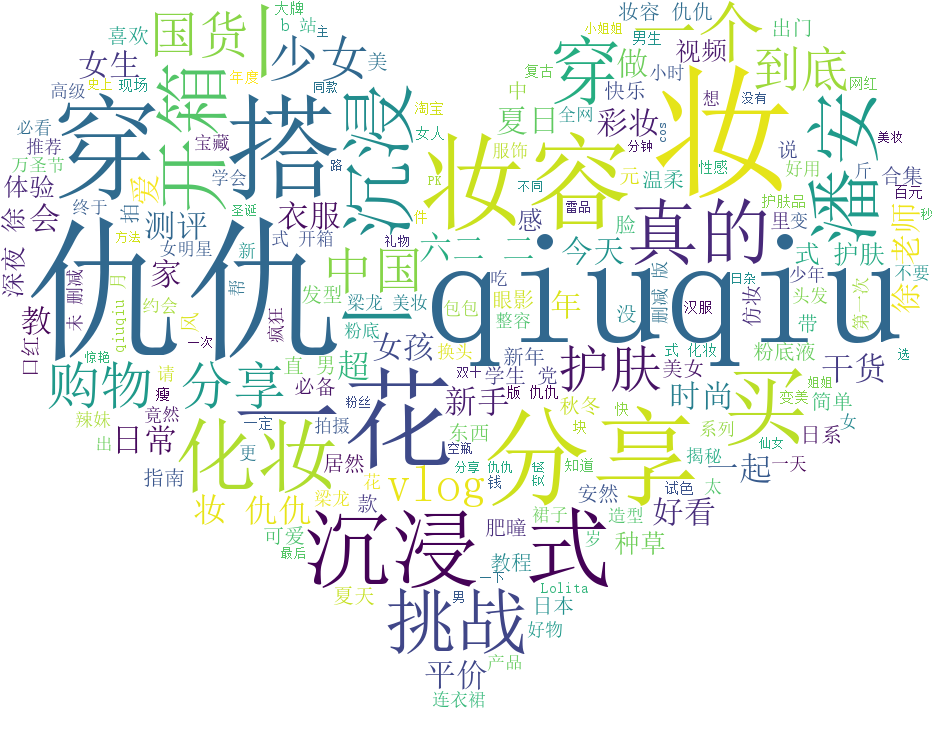 大牌
b 站
主
小姐姐
妆容 仇仇
一个
出门
喜欢
国货
少女
美
穿
做
男生
视频
到底
女生
开箱
沉浸
复古
小时
网红
史上
现场
年度
同款
快乐
想
没有
高级
穿搭
淘宝
中
全网
妆
潘安
必看
宝藏
女人
夏日
彩妆
cos
说
美妆
推荐
妆容
服饰
分钟
万圣节
学会
路
PK
元
温柔
性感
好用
斤
合集
体验
爱
衣服
件
不同
雷品
护肤品
百元
徐 会
终于
拍
测评
圣诞
感
脸
真的
里变
秒
深夜
方法
女明星
新
式 开箱
礼物
六二 二
今天
式 护肤
徐老师
仇仇
中国
qiuqiu
家
帮
发型
梁龙 美妆
吃
眼影
年
日杂
少年
不要
教
未 删减
qiuqiu 月
约会
风
疯狂
粉底
包包
整容
没
删减 版
汉服
仿妆
头发
第一次
口红
惊艳
一次
直 男
超
女孩
换头
新年
式 化妆
带
粉底液
选
购物 分享
请
瘦
必备
双十
学生 党
护肤
美女
干货
辣妹
竟然
粉丝
一花
新手
版 仇仇
秋冬
快
时尚
买
姐姐
变美
简单
出
日常
化妆
一定
拍摄
东西
分享
块
系列
日系
女
仙女
指南
更
居然
vlog
空瓶
揭秘
一起
一天
妆 仇仇
梁龙
款
花
钱
分享 仇仇
知道
安然
试色
太
可爱
沉浸 式
肥瞳
裙子
造型
好看
最后
教程
岁
种草
夏天
男
一下
Lolita
挑战
日本
好物
平价
产品
连衣裙